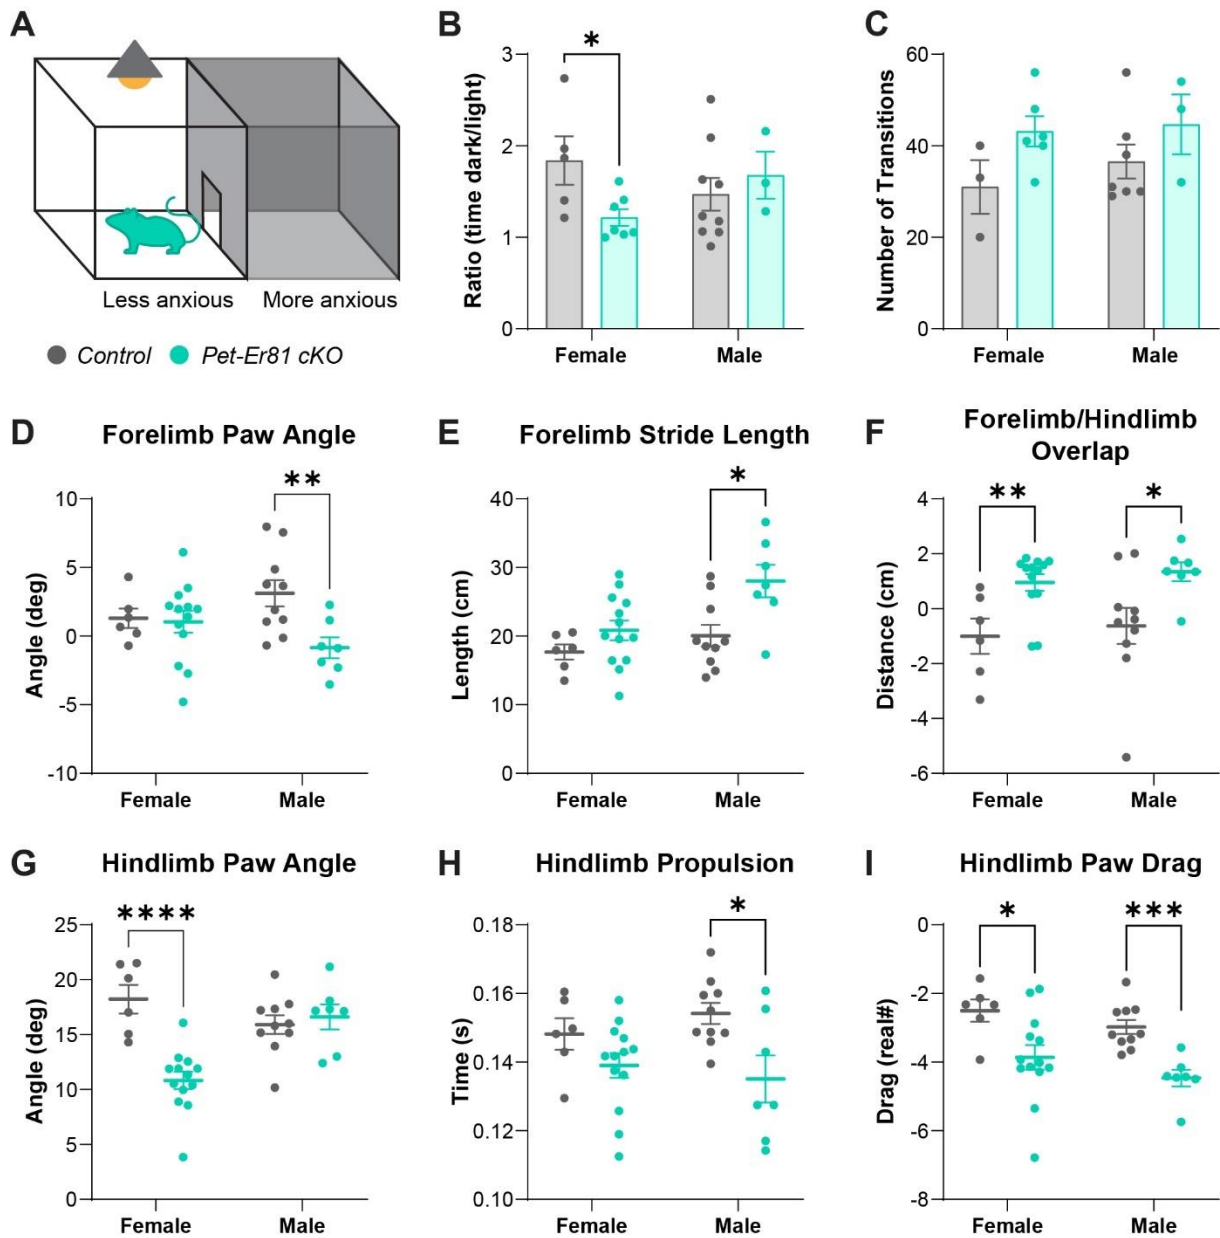 A
Less anxious More anxious
Control Pet-Er81 cKO
B
Ratio (time dark/light)
3
2
1
0
*
Female Male
C
Number of Transitions
60
40
20
0
Female Male
D Forelimb Paw Angle
Angle (deg)
10
5
0
-5
-10
**
Female Male
E Forelimb Stride Length
Length (cm)
40
30
20
10
0
*
Female Male
F Forelimb/Hindlimb
Overlap
Distance (cm)
4
2
0
-2
-4
-6
** *
Female Male
G Hindlimb Paw Angle
Angle (deg)
25
20
15
10
5
0
****
Female Male
H Hindlimb Propulsion
Time (s)
0.18
0.16
0.14
0.12
0.10
*
Female Male
I Hindlimb Paw Drag
Drag (real#)
0
-2
-4
-6
-8
* ***
Female Male